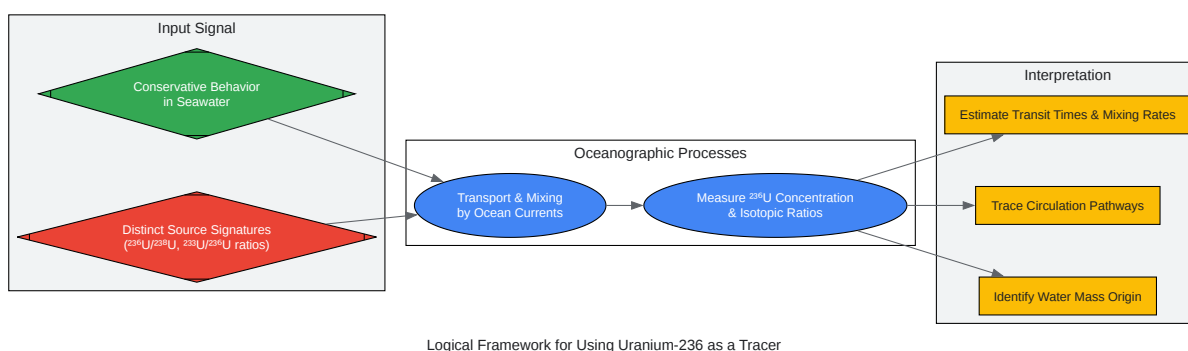 Input Signal
Conservative Behavior
in Seawater
Distinct Source Signatures
(²³⁶U/²³⁸U, ²³³U/²³⁶U ratios)
Oceanographic Processes
Transport & Mixing
by Ocean Currents
Measure ²³⁶U Concentration
& Isotopic Ratios
Interpretation
Estimate Transit Times & Mixing Rates
Trace Circulation Pathways
Identify Water Mass Origin
Logical Framework for Using Uranium-236 as a Tracer